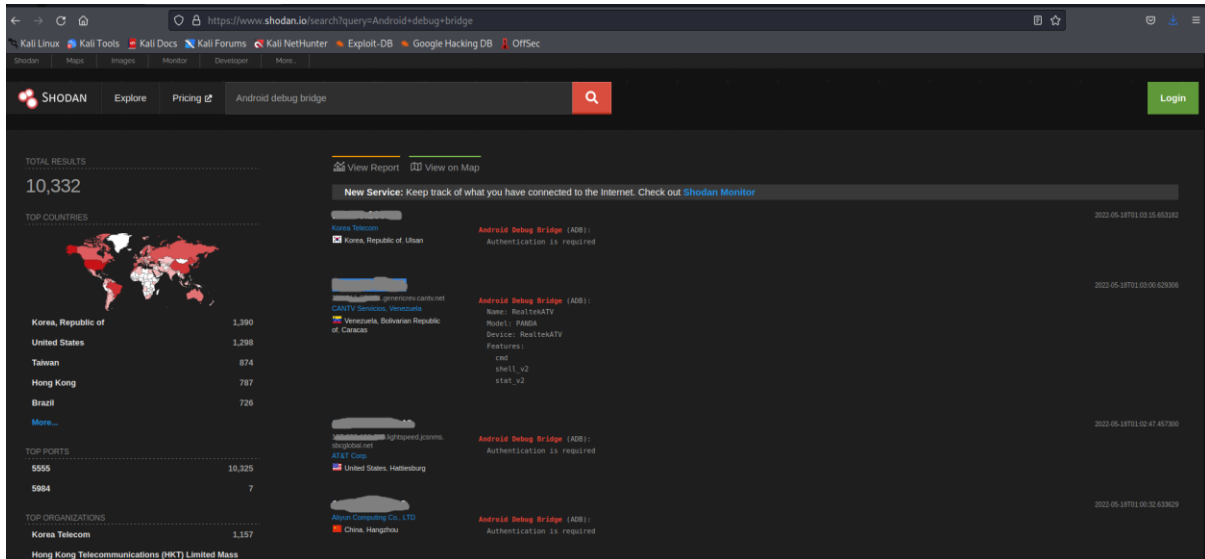 https://www.shodan.io/search?query=Android+debug+bridge
Kali Linux Kali Tools Kali Docs Kali Forums Kali NetHunter Exploit-DB Google Hacking DB OffSec
Shodan Maps Images Monitor Developer More...
SHODAN Explore Pricing Android debug bridge Login
TOTAL RESULTS
10,332
TOP COUNTRIES
Korea, Republic of 1,390
United States 1,298
Taiwan 874
Hong Kong 787
Brazil 726
More...
TOP PORTS
5555 10,325
5984 7
TOP ORGANIZATIONS
Korea Telecom 1,157
Hong Kong Telecommunications (HKT) Limited Mass
View Report View on Map
New Service: Keep track of what you have connected to the Internet. Check out Shodan Monitor
2022-05-18T01:03:15.653182
Korea Telecom
Korea, Republic of, Ulsan
Android Debug Bridge (ADB):
Authentication is required
2022-05-18T01:03:00.629306
.genericrev.cantv.net
CANTV Servicios, Venezuela
Venezuela, Bolivarian Republic
of, Caracas
Android Debug Bridge (ADB):
Name: RealtekATV
Model: PANDA
Device: RealtekATV
Features:
cmd
shell_v2
stat_v2
2022-05-18T01:02:47.457300
.lightspeed.jcsnms.
sbcglobal.net
AT&T Corp.
United States, Hattiesburg
Android Debug Bridge (ADB):
Authentication is required
2022-05-18T01:00:32.633629
Aliyun Computing Co., LTD
China, Hangzhou
Android Debug Bridge (ADB):
Authentication is required